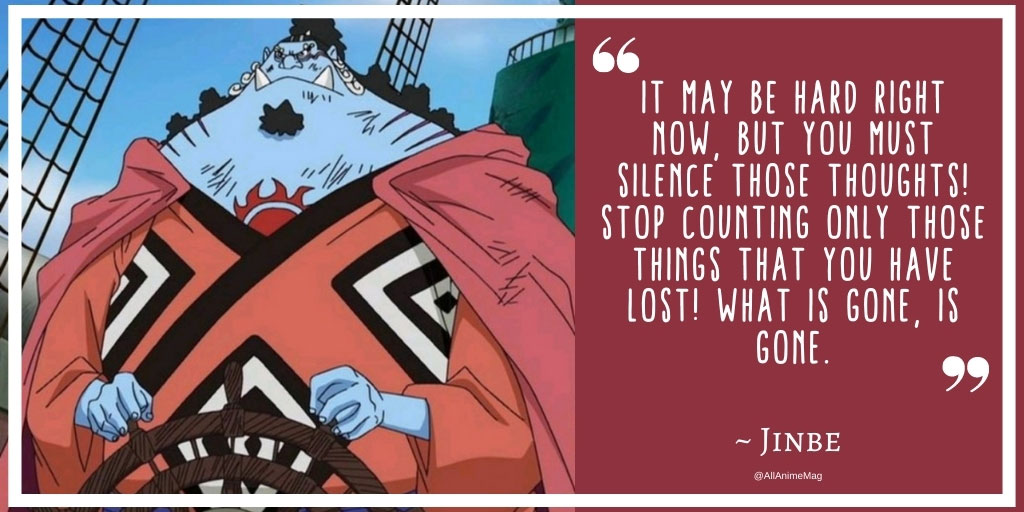 “
IT MAY BE HARD RIGHT
NOW, BUT YOU MUST
SILENCE THOSE THOUGHTS!
STOP COUNTING ONLY THOSE
THINGS THAT YOU HAVE
LOST! WHAT IS GONE, IS
GONE.
”
~ JINBE
@AllAnimeMag